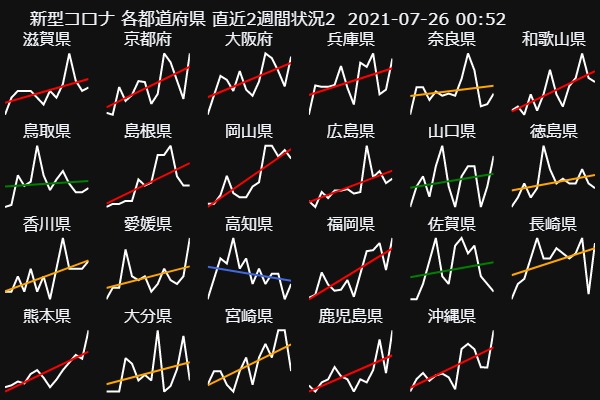 新型コロナ 各都道府県 直近2週間状況2 2021-07-26 00:52
滋賀県 京都府 大阪府 兵庫県 奈良県 和歌山県
鳥取県 島根県 岡山県 広島県 山口県 徳島県
香川県 愛媛県 高知県 福岡県 佐賀県 長崎県
熊本県 大分県 宮崎県 鹿児島県 沖縄県